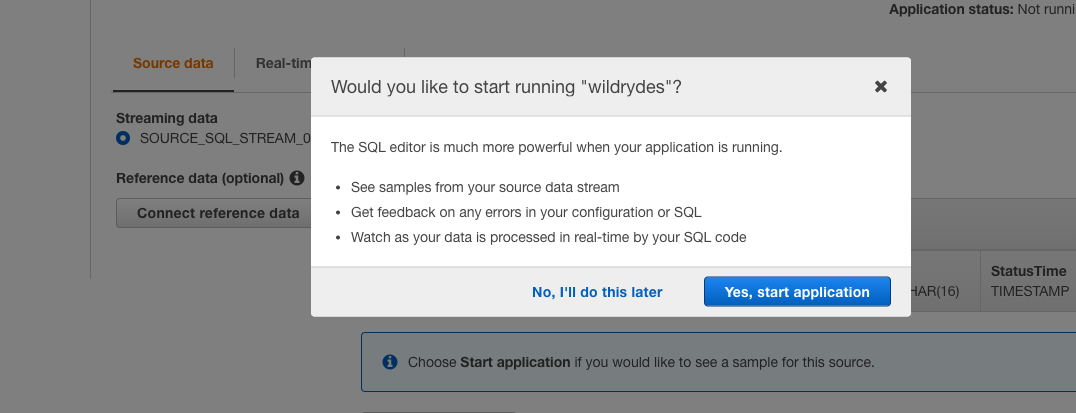 Application status: Not runni
Source data
Real-tim
Would you like to start running "wildrydes"?
Streaming data
SOURCE_SQL_STREAM_0
The SQL editor is much more powerful when your application is running.
Reference data (optional)
• See samples from your source data stream
Connect reference data
• Get feedback on any errors in your configuration or SQL
• Watch as your data is processed in real-time by your SQL code
StatusTime
No, I'll do this later
Yes, start application
HAR(16)
TIMESTAMP
Choose Start application if you would like to see a sample for this source.